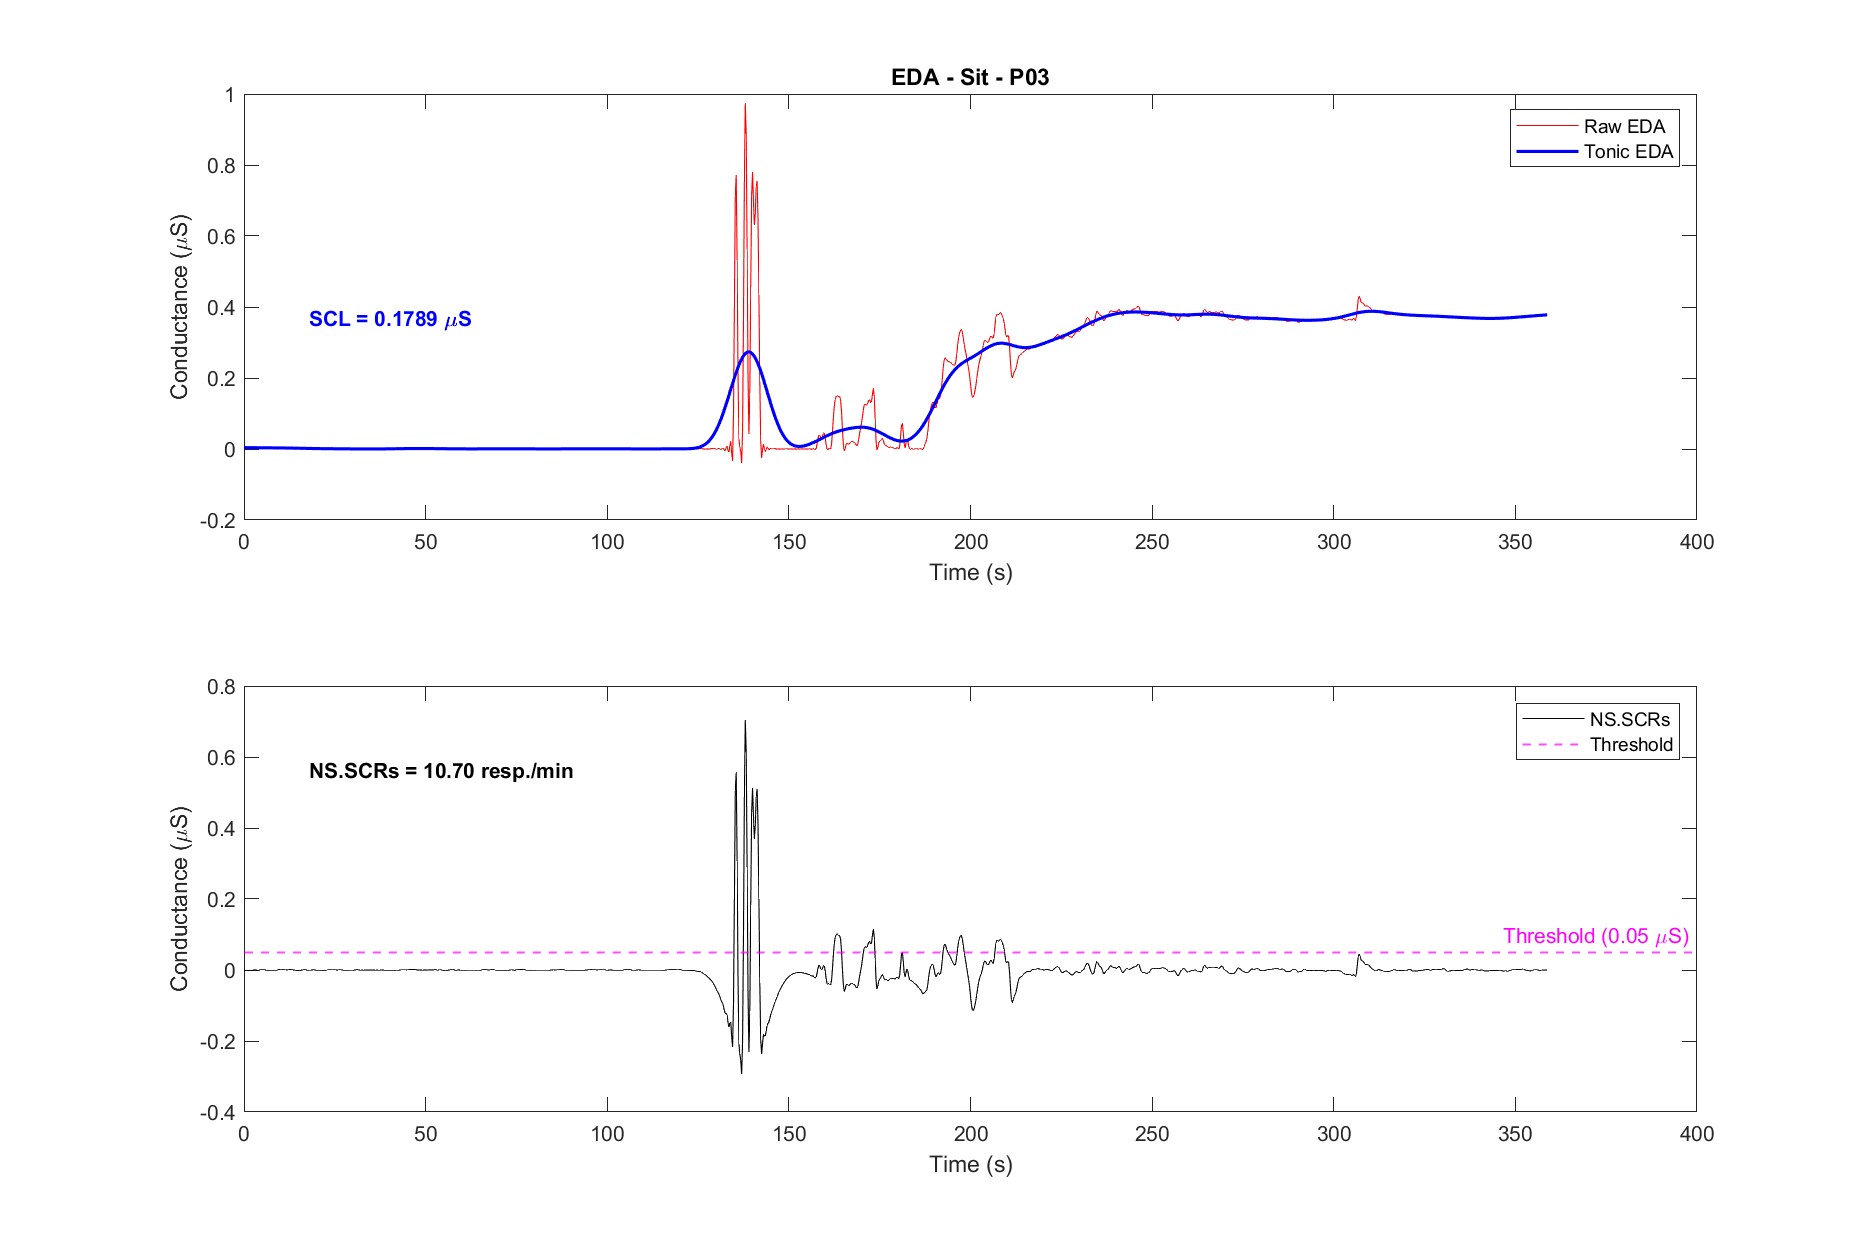 EDA - Sit - P03
1
0.8
0.6
0.4
0.2
0
-0.2
Conductance (μS)
SCL = 0.1789 μS
Raw EDA
Tonic EDA
0 50 100 150 200 250 300 350 400
Time (s)
0.8
0.6
0.4
0.2
0
-0.2
-0.4
Conductance (μS)
NS.SCRs = 10.70 resp./min
NS.SCRs
Threshold
Threshold (0.05 μS)
0 50 100 150 200 250 300 350 400
Time (s)